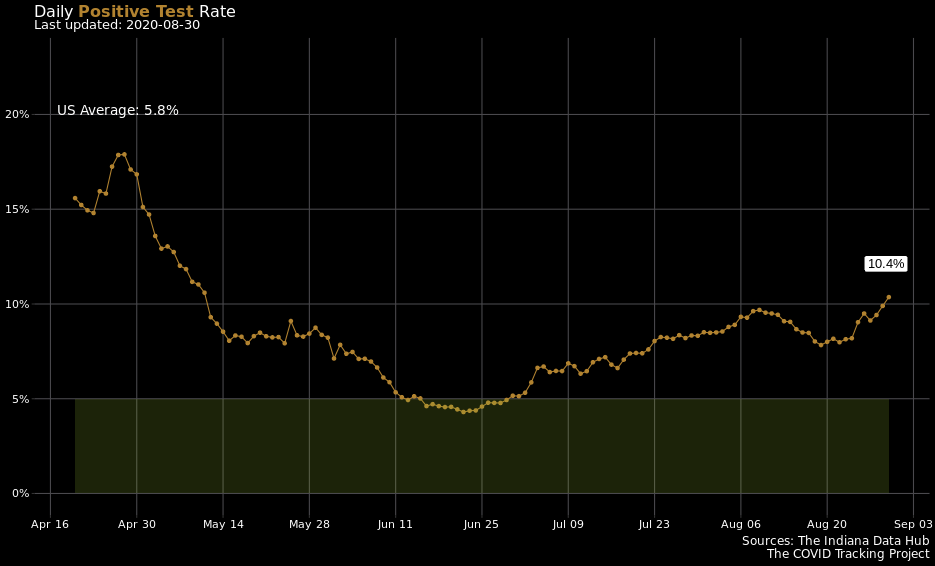 Daily Positive Test Rate
Last updated: 2020-08-30
US Average: 5.8%
20%
15%
10%
5%
0%
10.4%
Apr 16 Apr 30 May 14 May 28 Jun 11 Jun 25 Jul 09 Jul 23 Aug 06 Aug 20 Sep 03
Sources: The Indiana Data Hub
The COVID Tracking Project